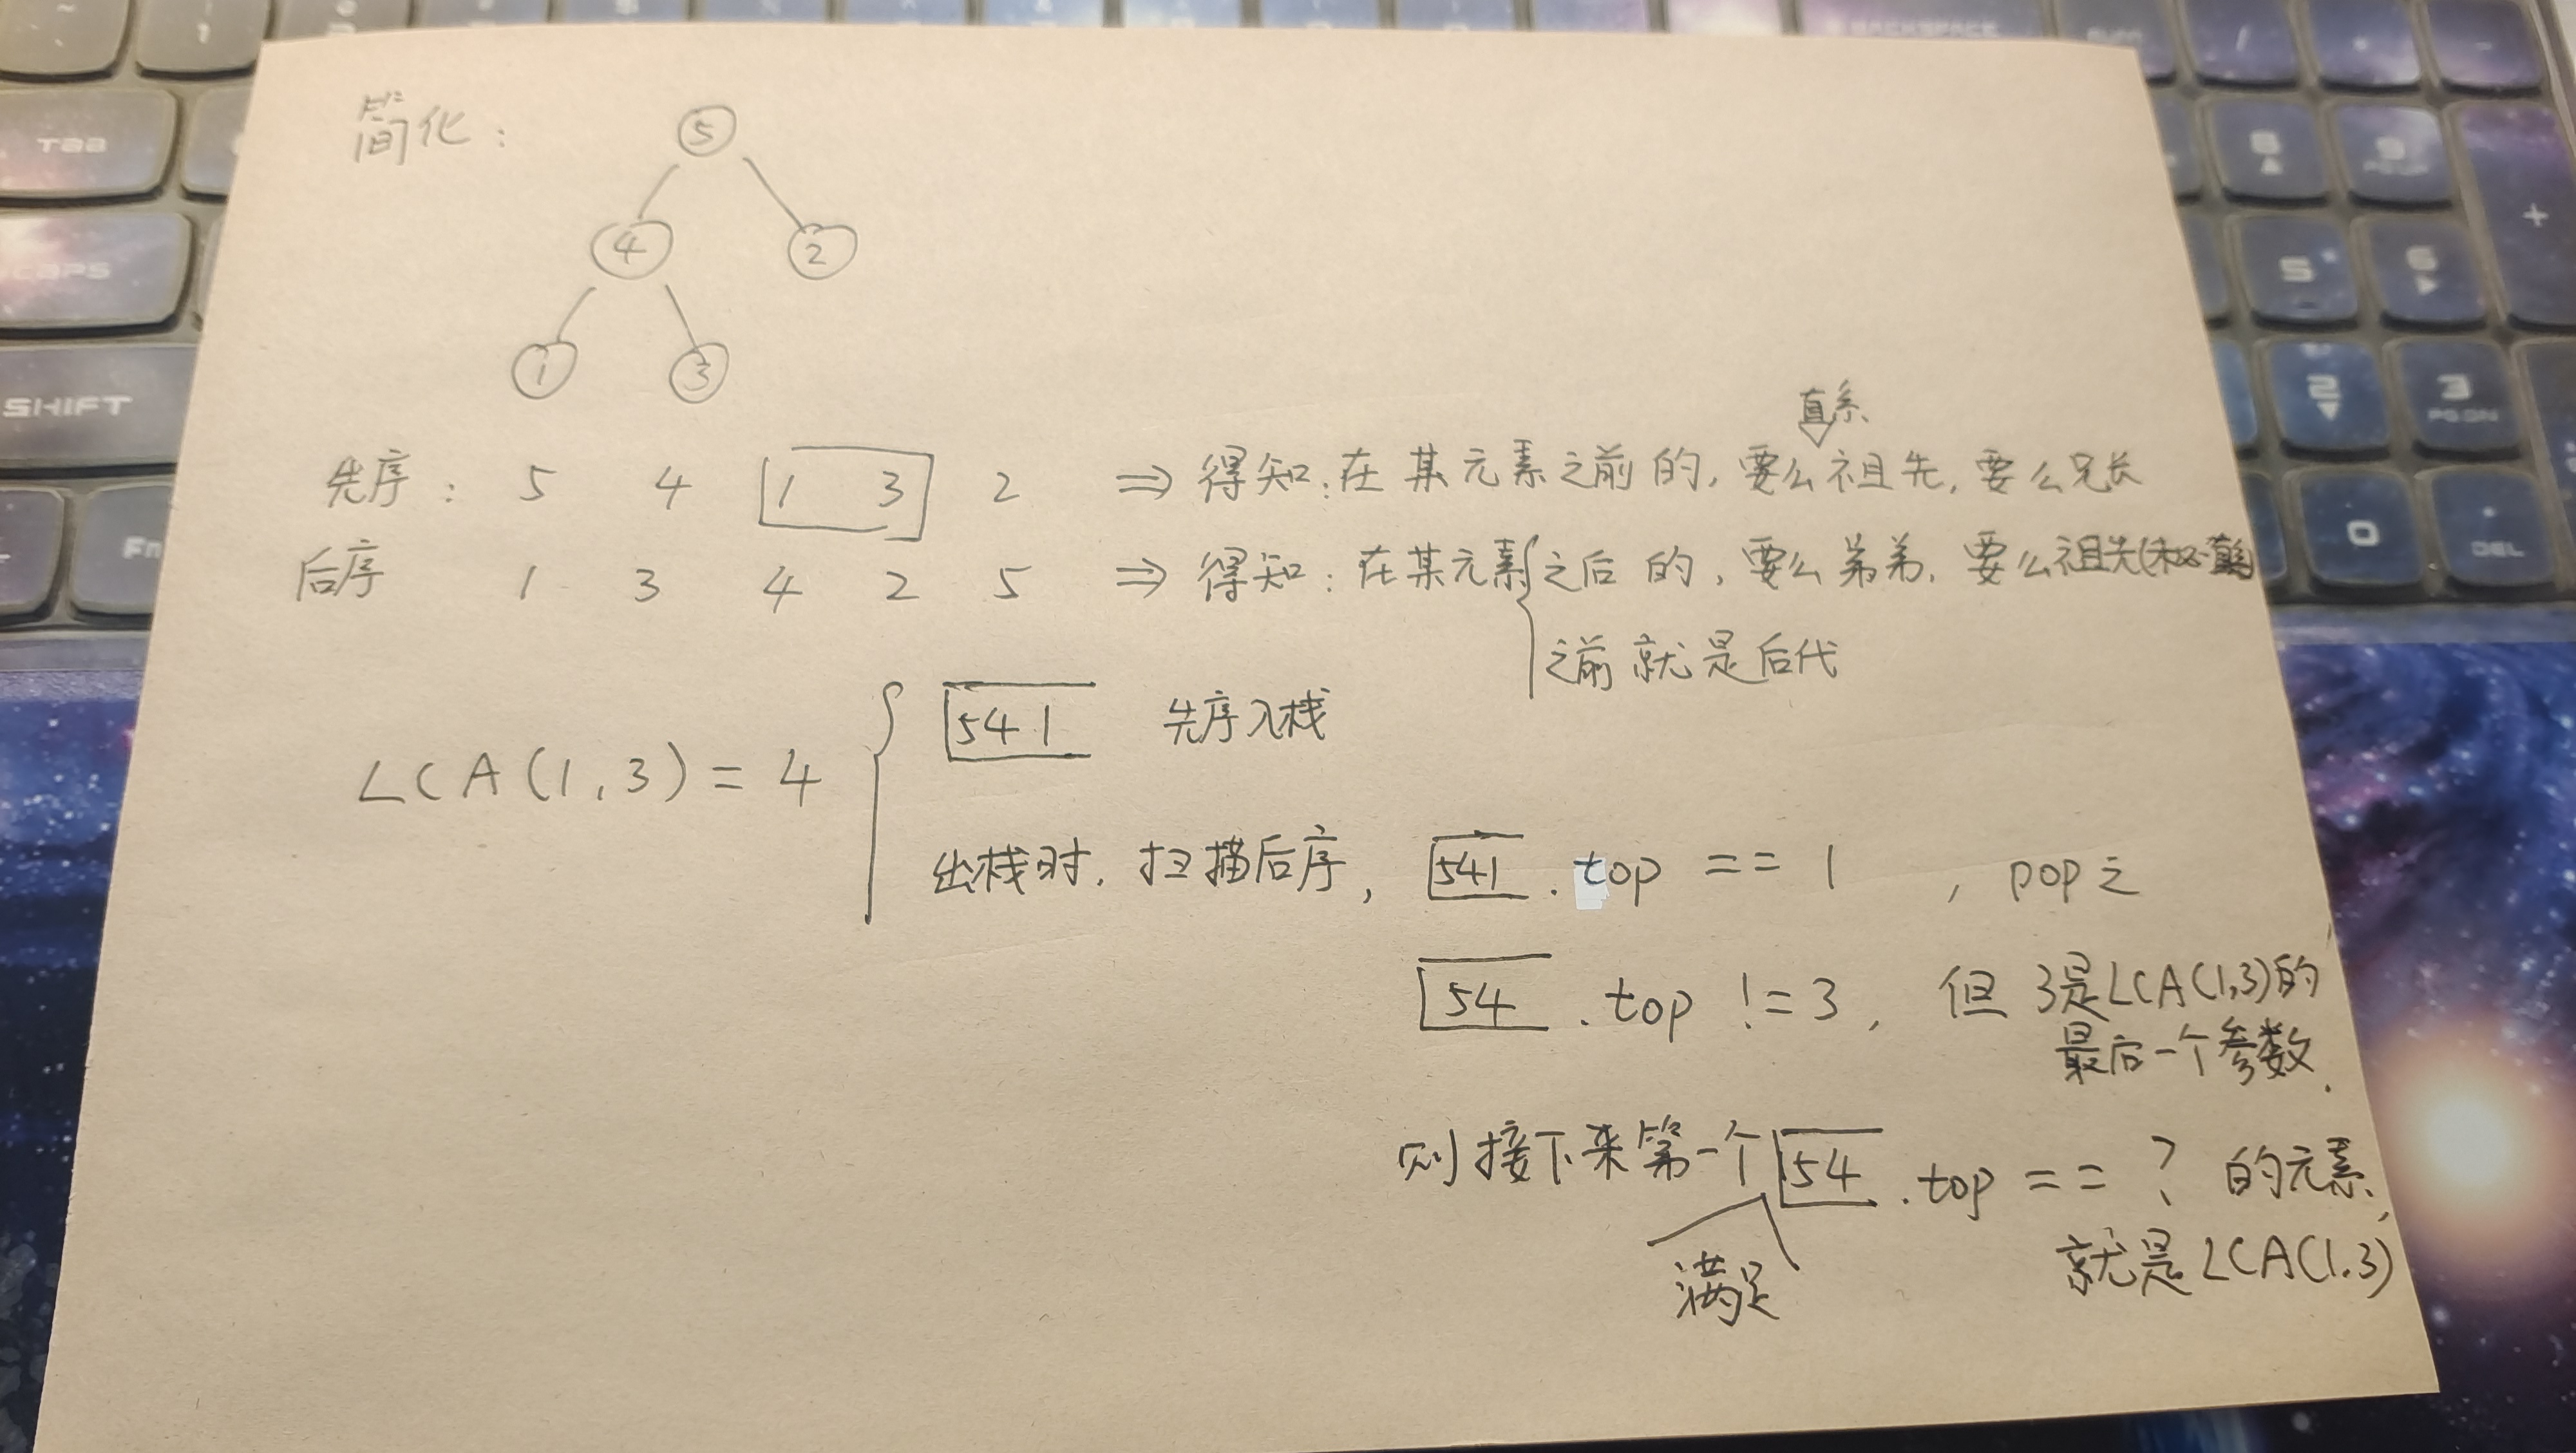 简化：
5
4 2
1 3
直系
先序： 5 4 1 3 2 ⇒ 得知：在某元素之前的，要么祖先，要么兄长
后序 1 3 4 2 5 ⇒ 得知：在某元素之后的，要么弟弟，要么祖先(未必直
之前就是后代
541 先序入栈
LCA(1,3) = 4
出栈时，扫描后序， 541 .top == 1 ，pop之
54 .top != 3， 但3是LCA(1,3)的
最后一个参数.
则接下来第一个 54 .top == ? 的元素，
满足
就是LCA(1.3)
Taa
CAPS
SHIFT
Fn
BACKSPACE
+
5
6
2
3
PG DN
0
DEL